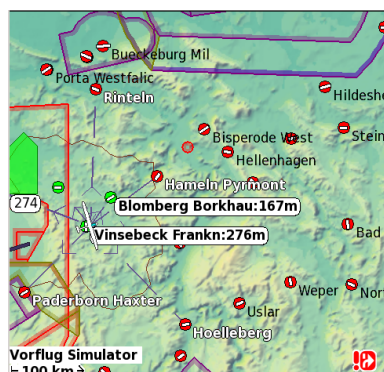 Bueckeburg Mil
Porta Westfalic
Rinteln
Hildeshe
Bisperode West
Stein
Hellenhagen
Hameln Pyrmont
274
Blomberg Borkhau:167m
Vinsebeck Frankn:276m
Bad
Paderborn Haxter
Weper
Nort
Uslar
Hoelleberg
Vorflug Simulator
100 km